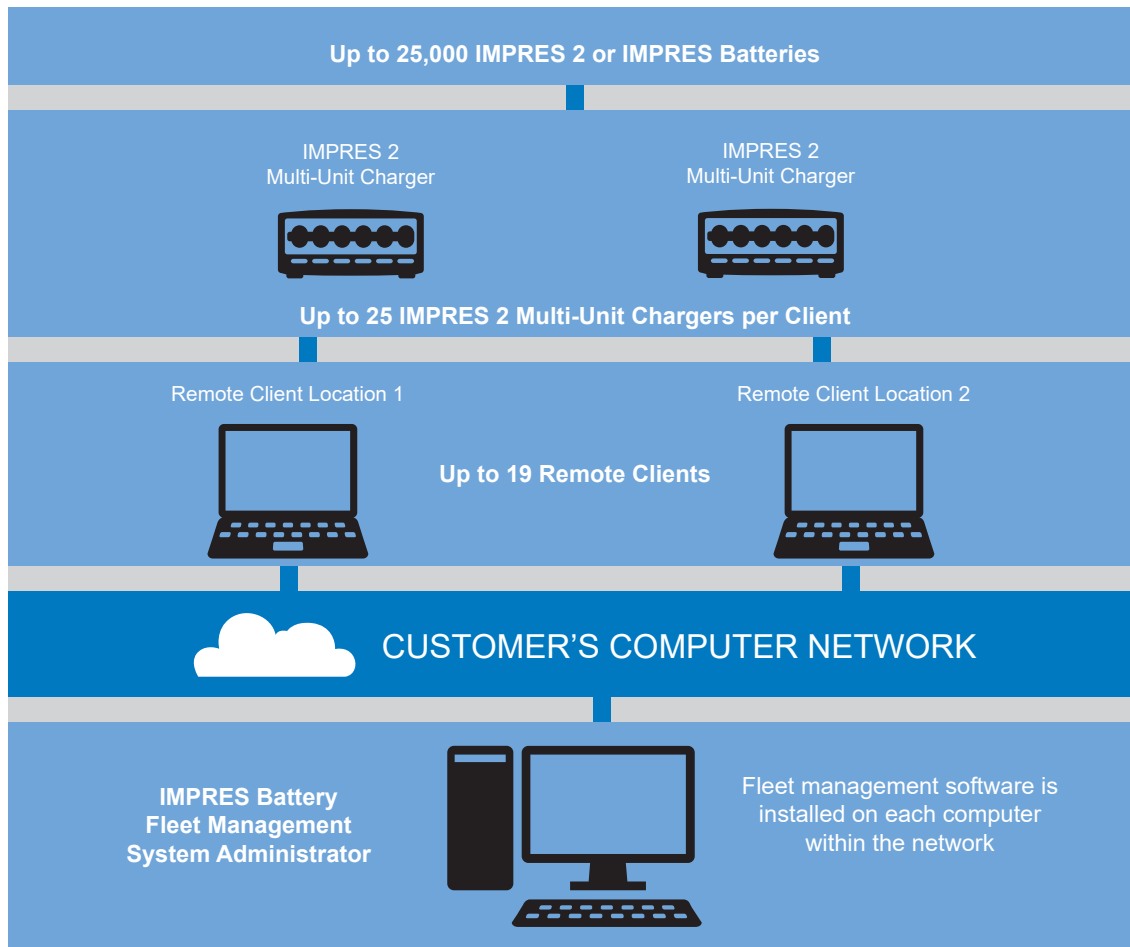 Up to 25,000 IMPRES 2 or IMPRES Batteries
IMPRES 2
Multi-Unit Charger
IMPRES 2
Multi-Unit Charger
Up to 25 IMPRES 2 Multi-Unit Chargers per Client
Remote Client Location 1
Remote Client Location 2
Up to 19 Remote Clients
CUSTOMER’S COMPUTER NETWORK
IMPRES Battery
Fleet Management
System Administrator
Fleet management software is
installed on each computer
within the network